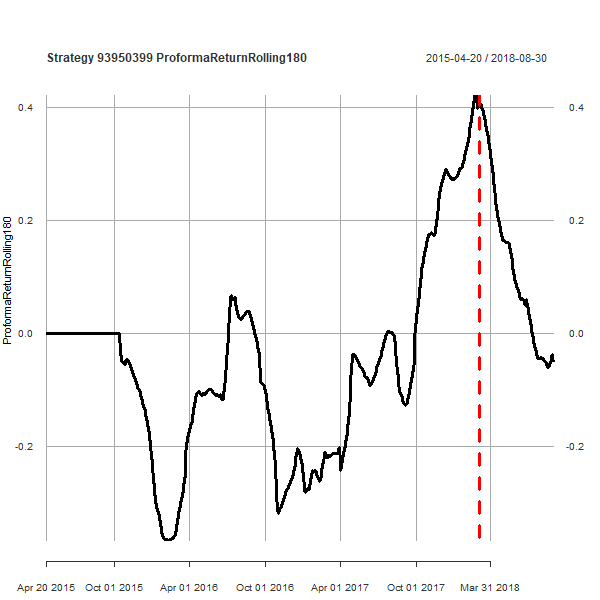 Strategy 93950399 ProformaReturnRolling180
2015-04-20 / 2018-08-30
ProformaReturnRolling180
0.4
0.4
0.2
0.2
0.0
0.0
-0.2
-0.2
Apr 20 2015
Oct 01 2015
Apr 01 2016
Oct 01 2016
Apr 01 2017
Oct 01 2017
Mar 31 2018